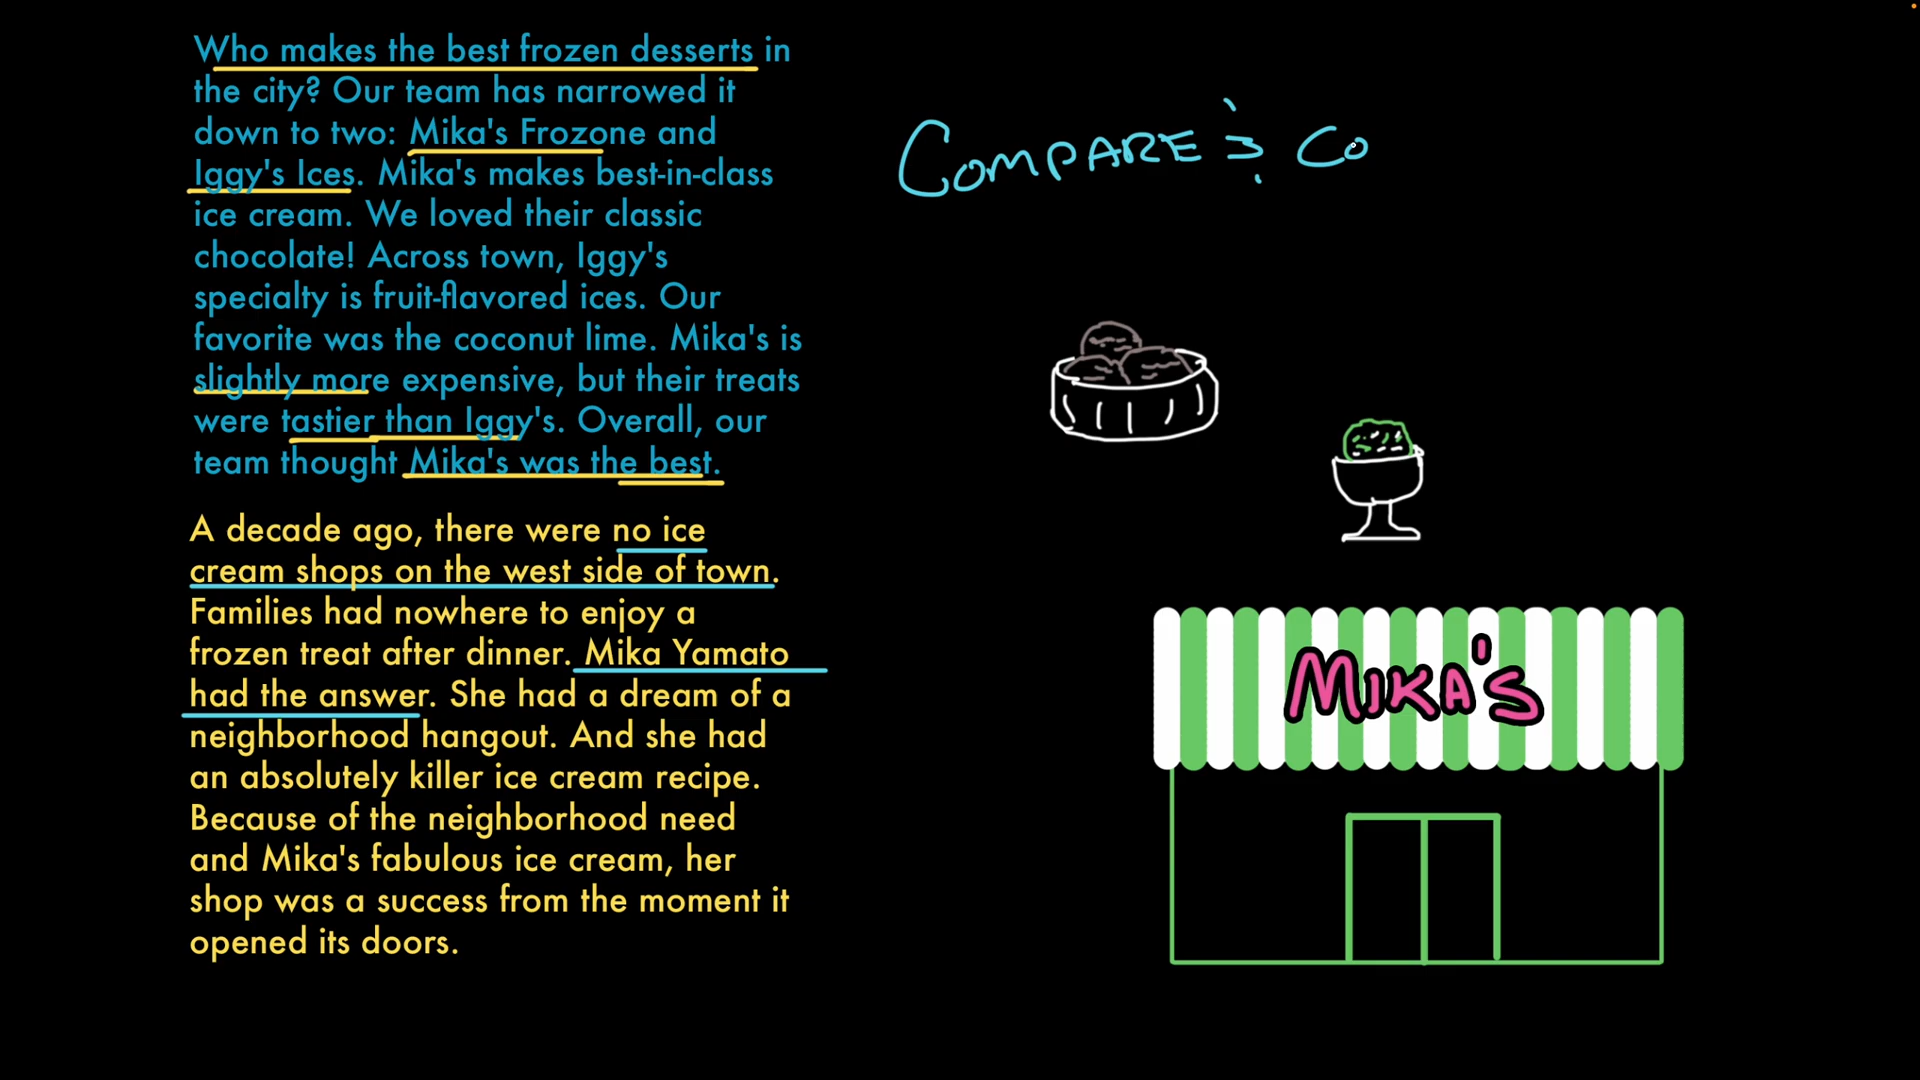 Who makes the best frozen desserts in
the city? Our team has narrowed it
down to two: Mika's Frozone and
Iggy's Ices. Mika's makes best-in-class
ice cream. We loved their classic
chocolate! Across town, Iggy's
specialty is fruit-flavored ices. Our
favorite was the coconut lime. Mika's is
slightly more expensive, but their treats
were tastier than Iggy's. Overall, our
team thought Mika's was the best.
A decade ago, there were no ice
cream shops on the west side of town.
Families had nowhere to enjoy a
frozen treat after dinner. Mika Yamato
had the answer. She had a dream of a
neighborhood hangout. And she had
an absolutely killer ice cream recipe.
Because of the neighborhood need
and Mika's fabulous ice cream, her
shop was a success from the moment it
opened its doors.
COMPARE & CO
MIKA'S